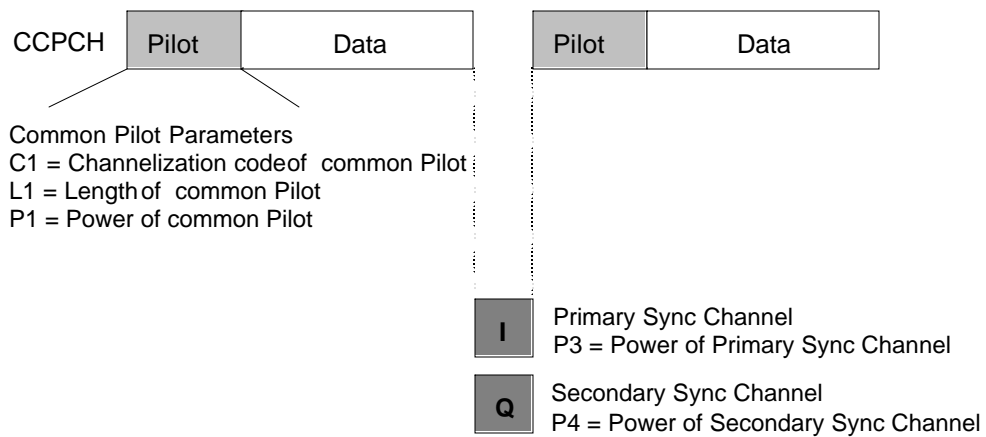 CCPCH Pilot Data Pilot Data
Common Pilot Parameters
C1 = Channelization codeof common Pilot
L1 = Length of common Pilot
P1 = Power of common Pilot
I
Primary Sync Channel
P3 = Power of Primary Sync Channel
Q
Secondary Sync Channel
P4 = Power of Secondary Sync Channel